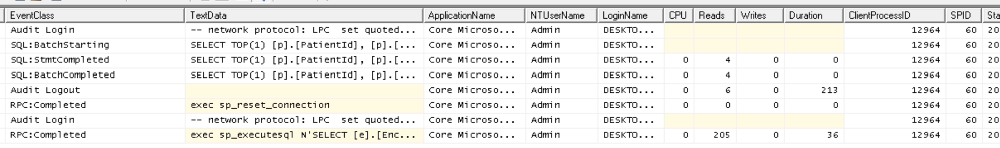 EventClass TextData ApplicationName NTUserName LoginName CPU Reads Writes Duration ClientProcessID SPID Sta
Audit Login -- network protocol: LPC set quoted... Core Microso... Admin DESKTO... 12964 60 20
SQL:BatchStarting SELECT TOP(1) [p].[PatientId], [p].[... Core Microso... Admin DESKTO... 12964 60 20
SQL:StmtCompleted SELECT TOP(1) [p].[PatientId], [p].[... Core Microso... Admin DESKTO... 0 4 0 0 12964 60 20
SQL:BatchCompleted SELECT TOP(1) [p].[PatientId], [p].[... Core Microso... Admin DESKTO... 0 4 0 0 12964 60 20
Audit Logout Core Microso... Admin DESKTO... 0 6 0 213 12964 60 20
RPC:Completed exec sp_reset_connection Core Microso... Admin DESKTO... 0 0 0 0 12964 60 20
Audit Login -- network protocol: LPC set quoted... Core Microso... Admin DESKTO... 12964 60 20
RPC:Completed exec sp_executesql N'SELECT [e].[Enc... Core Microso... Admin DESKTO... 0 205 0 36 12964 60 20